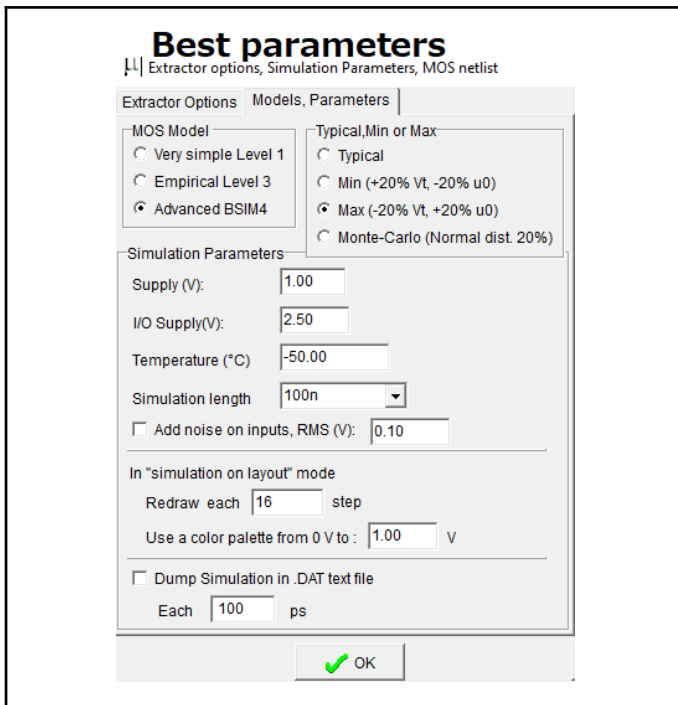 Best parameters
µ Extractor options, Simulation Parameters, MOS netlist
Extractor Options Models, Parameters
MOS Model
Very simple Level 1
Empirical Level 3
Advanced BSIM4
Typical,Min or Max
Typical
Min (+20% Vt, -20% u0)
Max (-20% Vt, +20% u0)
Monte-Carlo (Normal dist. 20%)
Simulation Parameters
Supply (V): 1.00
I/O Supply(V): 2.50
Temperature (°C) -50.00
Simulation length 100n
Add noise on inputs, RMS (V): 0.10
In "simulation on layout" mode
Redraw each 16 step
Use a color palette from 0 V to : 1.00 V
Dump Simulation in .DAT text file
Each 100 ps
OK